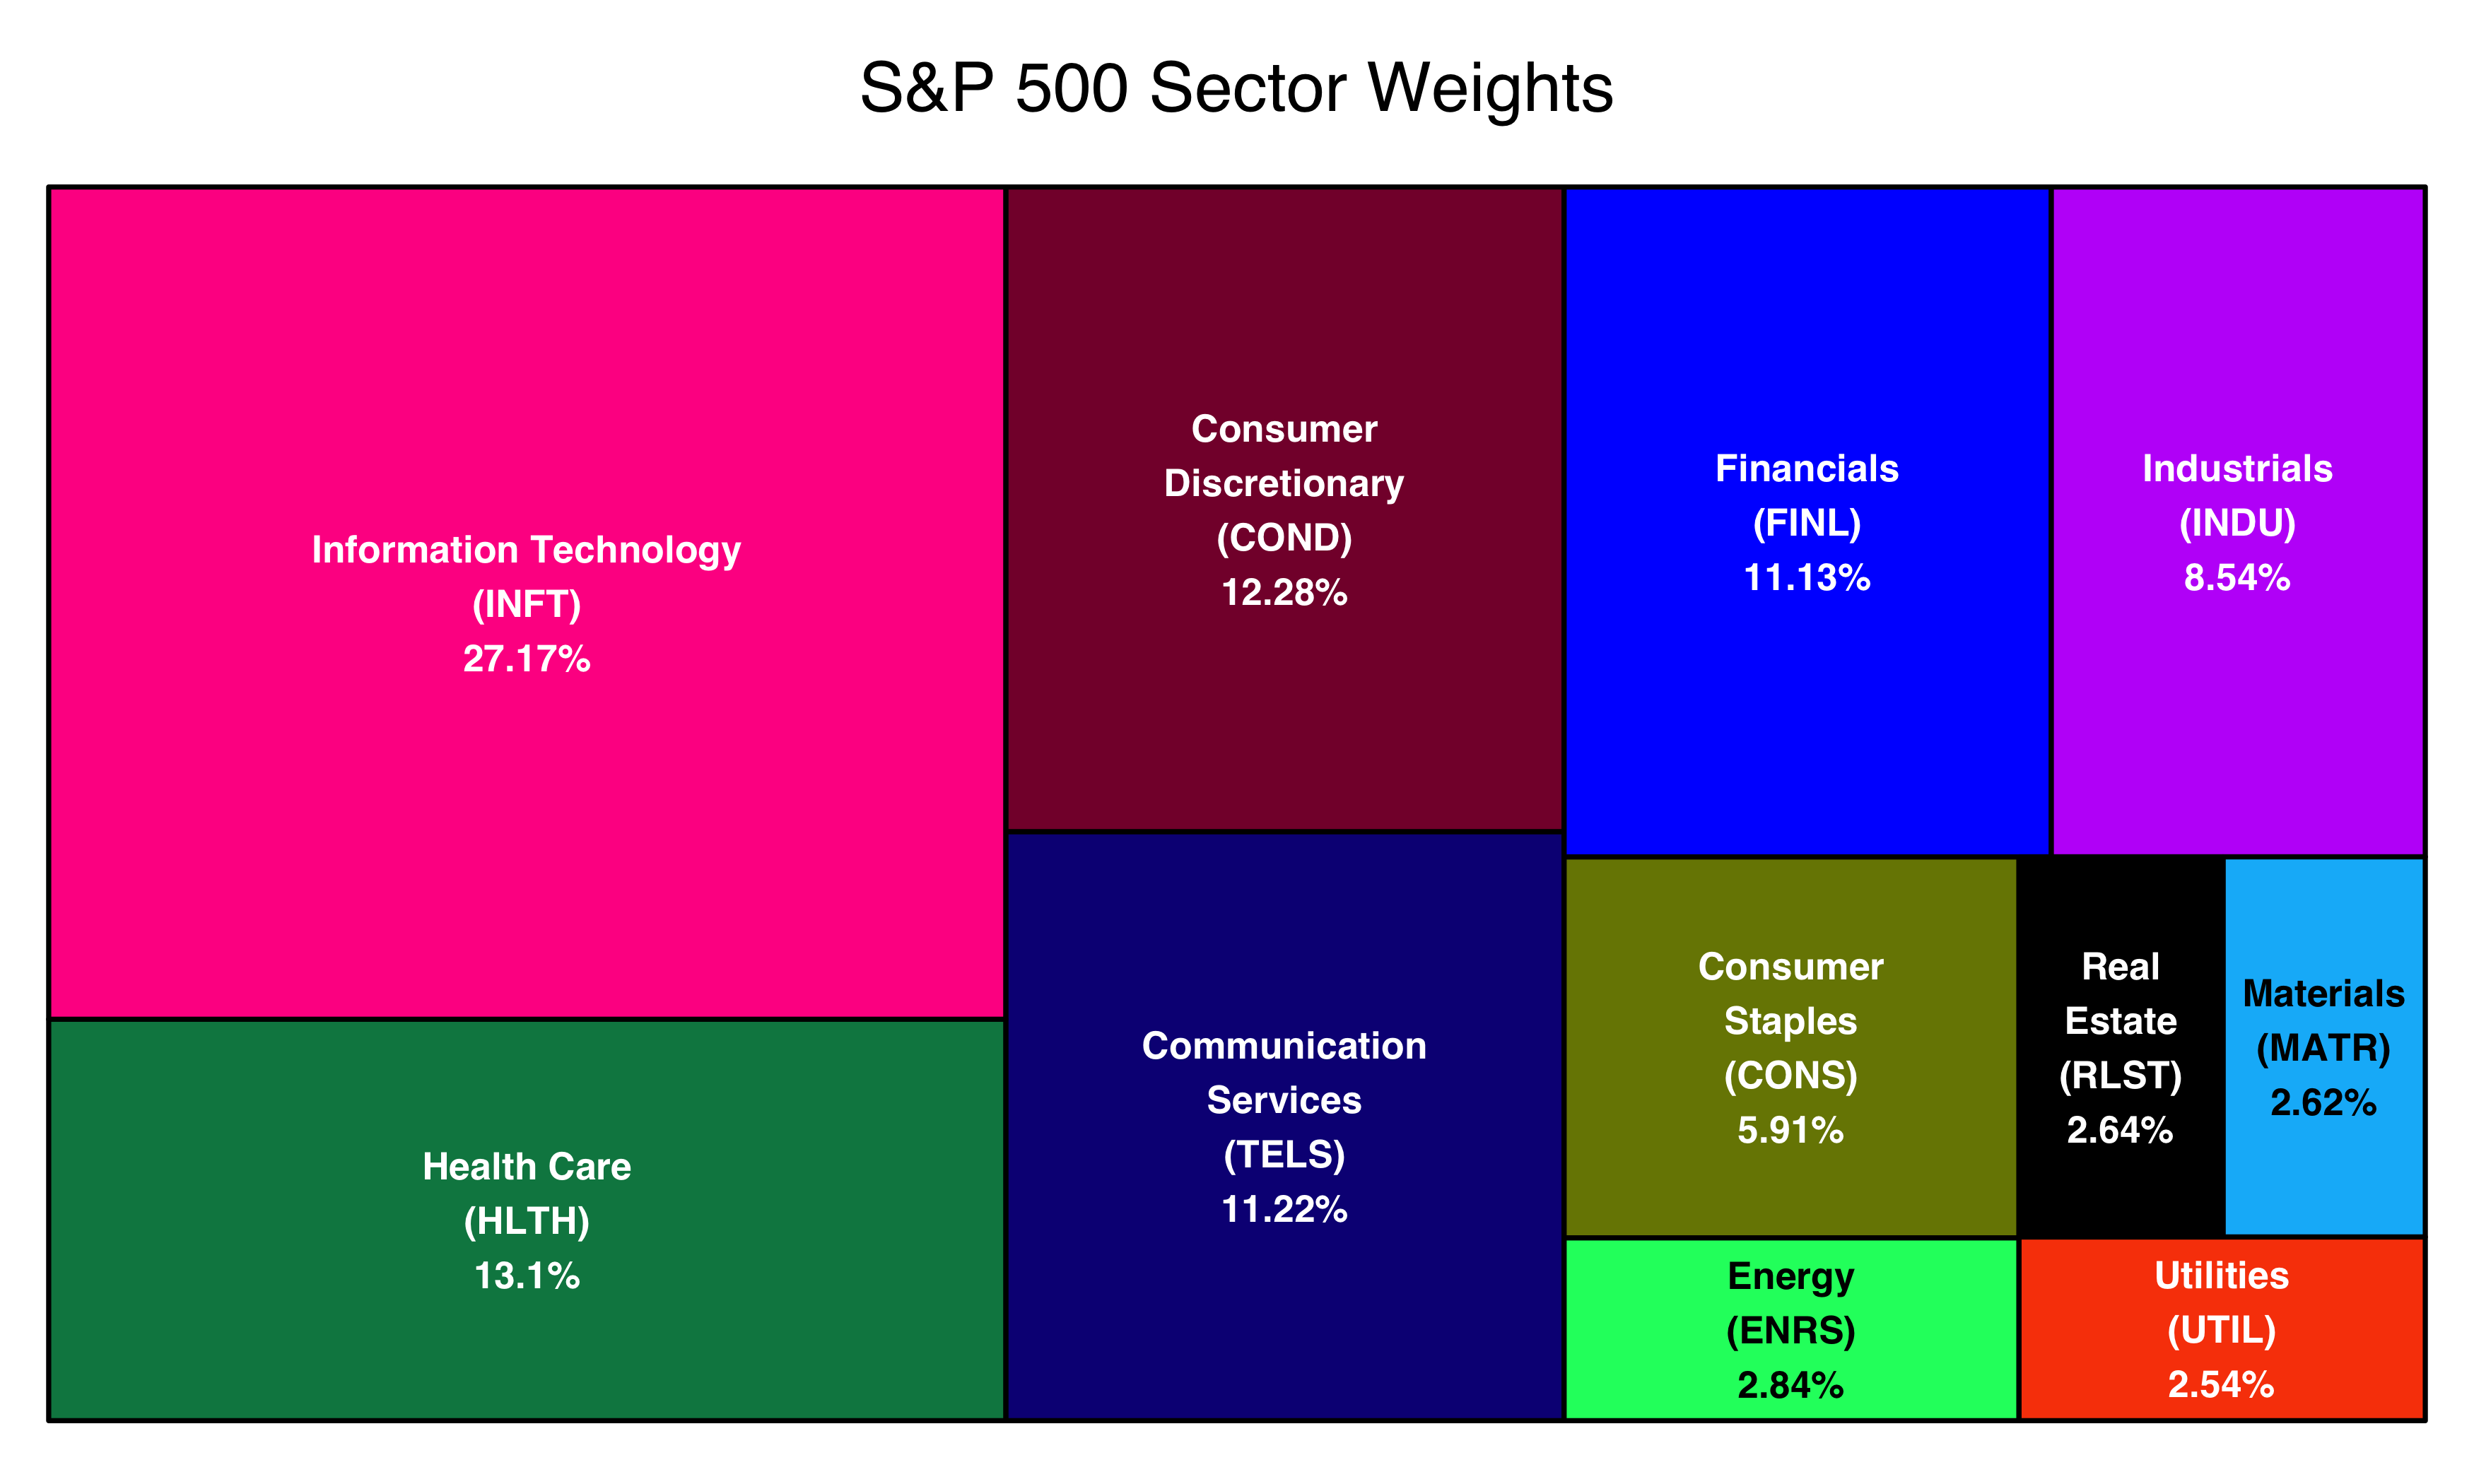 S&P 500 Sector Weights
Information Technology
(INFT)
27.17%
Health Care
(HLTH)
13.1%
Consumer
Discretionary
(COND)
12.28%
Communication
Services
(TELS)
11.22%
Financials
(FINL)
11.13%
Industrials
(INDU)
8.54%
Consumer
Staples
(CONS)
5.91%
Real
Estate
(RLST)
2.64%
Materials
(MATR)
2.62%
Energy
(ENRS)
2.84%
Utilities
(UTIL)
2.54%